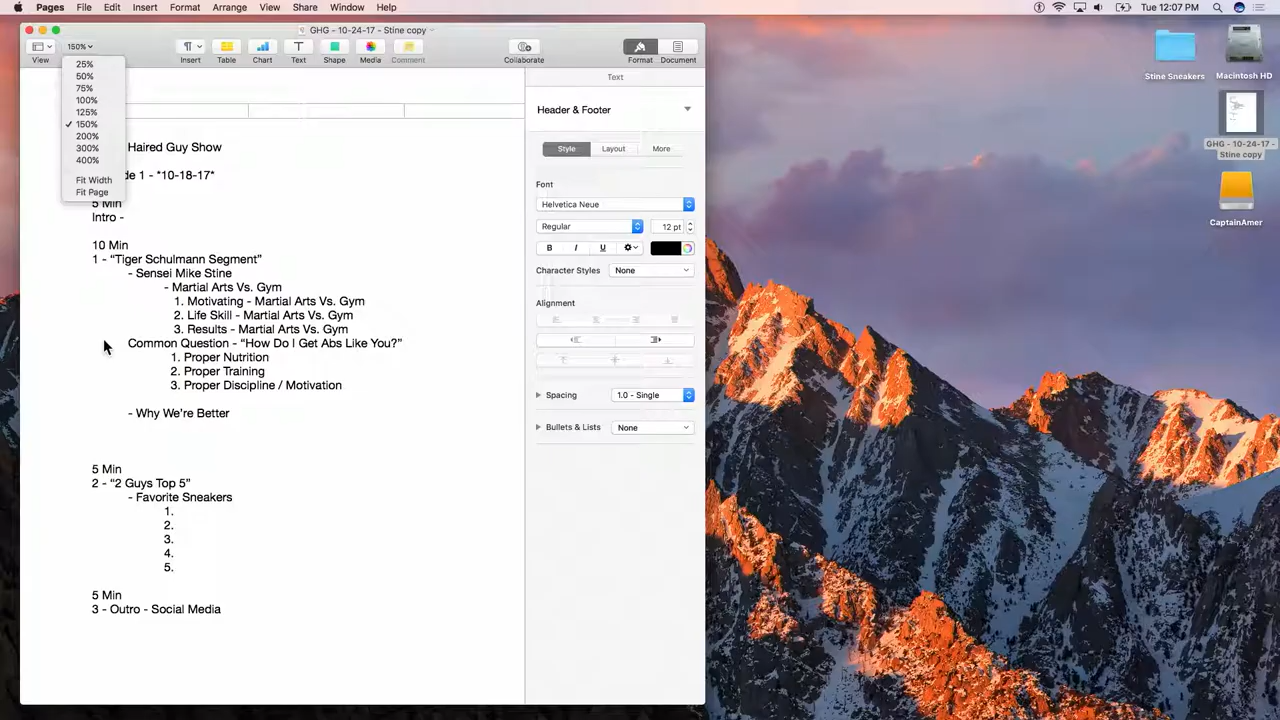 Pages File Edit Insert Format Arrange View Share Window Help
Tue 12:07 PM
GHG - 10-24-17 - Stine copy
150%
View Insert Table Chart Text Shape Media Comment Collaborate Format Document
25%
50%
75%
100%
125%
✓ 150%
200%
300%
400%
Fit Width
Fit Page
Haired Guy Show
de 1 - *10-18-17*
5 Min
Intro -
10 Min
1 - “Tiger Schulmann Segment”
- Sensei Mike Stine
- Martial Arts Vs. Gym
1. Motivating - Martial Arts Vs. Gym
2. Life Skill - Martial Arts Vs. Gym
3. Results - Martial Arts Vs. Gym
Common Question - “How Do I Get Abs Like You?”
1. Proper Nutrition
2. Proper Training
3. Proper Discipline / Motivation
- Why We're Better
5 Min
2 - “2 Guys Top 5”
- Favorite Sneakers
1.
2.
3.
4.
5.
5 Min
3 - Outro - Social Media
Text
Header & Footer
Style Layout More
Font
Helvetica Neue
Regular 12 pt
B I U
Character Styles None
Alignment
Spacing 1.0 - Single
Bullets & Lists None
Stine Sneakers
Macintosh HD
GHG - 10-24-17 -
Stine copy
CaptainAmer